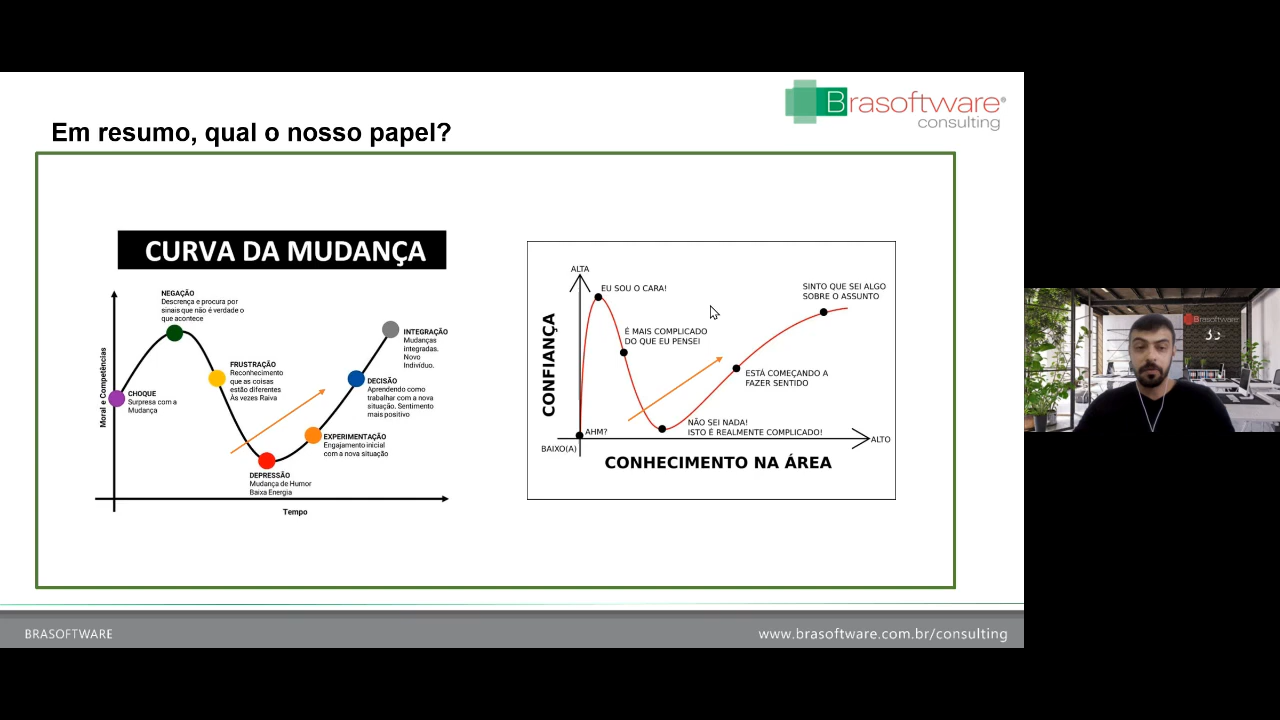 Brasoftware®
consulting
Em resumo, qual o nosso papel?
CURVA DA MUDANÇA
Moral e Competências
NEGAÇÃO
Descrença e procura por
sinais que não é verdade o
que acontece
CHOQUE
Surpresa com a
Mudança
FRUSTRAÇÃO
Reconhecimento
que as coisas
estão diferentes
Às vezes Raiva
DEPRESSÃO
Mudança de Humor
Baixa Energia
EXPERIMENTAÇÃO
Engajamento inicial
com a nova situação
DECISÃO
Aprendendo como
trabalhar com a nova
situação. Sentimento
mais positivo
INTEGRAÇÃO
Mudanças
integradas.
Novo
Indivíduo.
Tempo
CONFIANÇA
ALTA
EU SOU O CARA!
É MAIS COMPLICADO
DO QUE EU PENSEI
SINTO QUE SEI ALGO
SOBRE O ASSUNTO
ESTÁ COMEÇANDO A
FAZER SENTIDO
NÃO SEI NADA!
ISTO É REALMENTE COMPLICADO!
AHM?
BAIXO(A)
ALTO
CONHECIMENTO NA ÁREA
Brasoftware
BRASOFTWARE
www.brasoftware.com.br/consulting